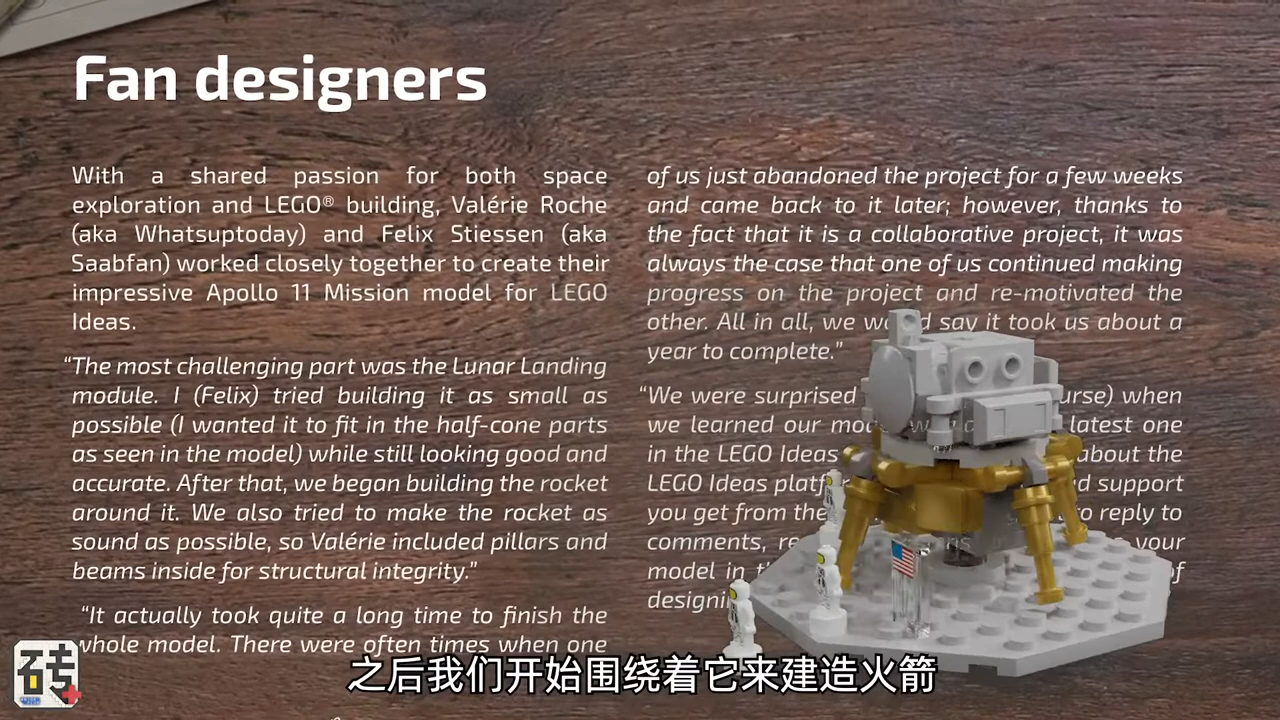 Fan designers
With a shared passion for both space
exploration and LEGO® building, Valérie Roche
(aka Whatsuptoday) and Felix Stiessen (aka
Saabfan) worked closely together to create their
impressive Apollo 11 Mission model for LEGO
Ideas.
“The most challenging part was the Lunar Landing
module. I (Felix) tried building it as small as
possible (I wanted it to fit in the half-cone parts
as seen in the model) while still looking good and
accurate. After that, we began building the rocket
around it. We also tried to make the rocket as
sound as possible, so Valérie included pillars and
beams inside for structural integrity.”
“It actually took quite a long time to finish the
whole model. There were often times when one
of us just abandoned the project for a few weeks
and came back to it later; however, thanks to
the fact that it is a collaborative project, it was
always the case that one of us continued making
progress on the project and re-motivated the
other. All in all, we would say it took us about a
year to complete.”
“We were surprised urse) when
we learned our latest one
in the LEGO Ideas about the
LEGO Ideas support
you get from the to reply to
comments, your
model in
之后我们开始围绕着它来建造火箭
砖